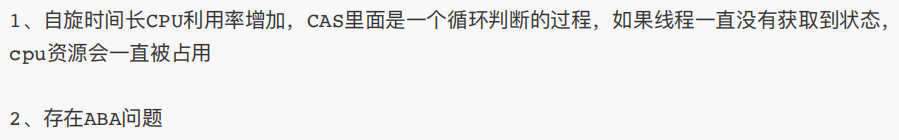 1、自旋时间长CPU利用率增加，CAS里面是一个循环判断的过程，如果线程一直没有获取到状态，
cpu资源会一直被占用
2、存在ABA问题